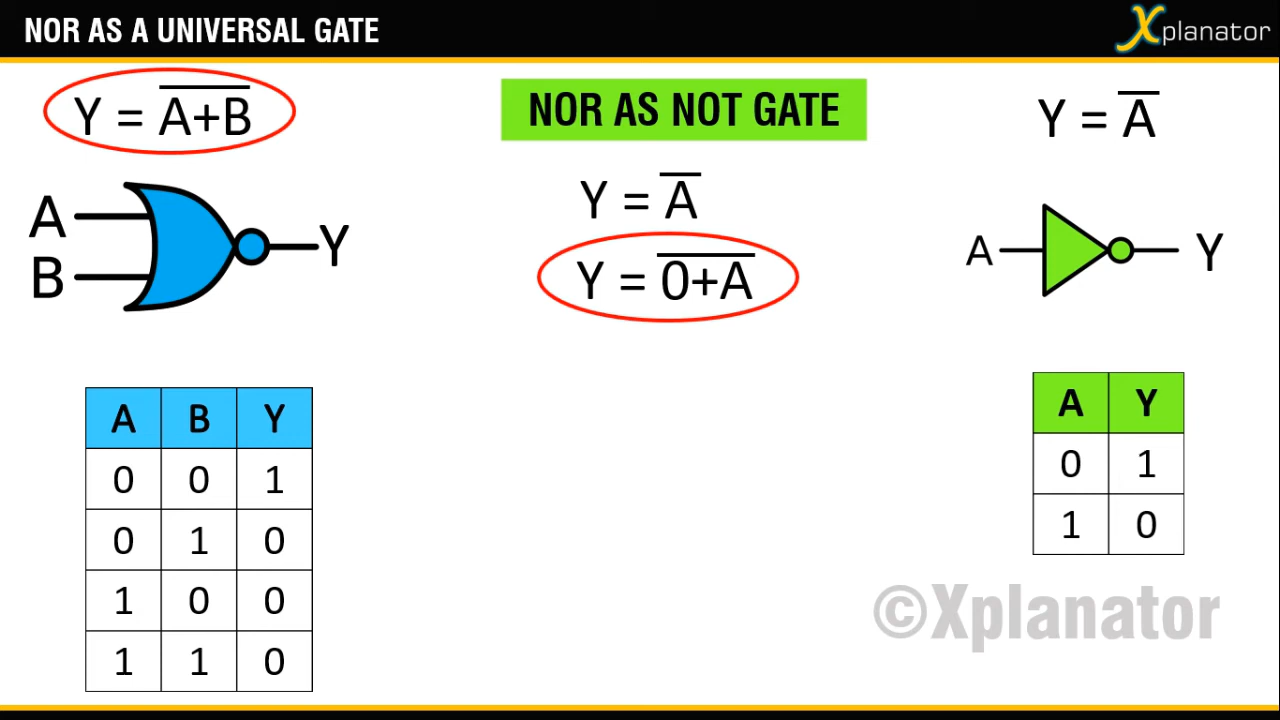 NOR AS A UNIVERSAL GATE
Xplanator
Y = A̅+̅B̅
NOR AS NOT GATE
Y = A̅
Y = A̅
Y = 0̅+̅A̅
A
B
Y
A
Y
A B Y
0 0 1
0 1 0
1 0 0
1 1 0
A Y
0 1
1 0
©Xplanator